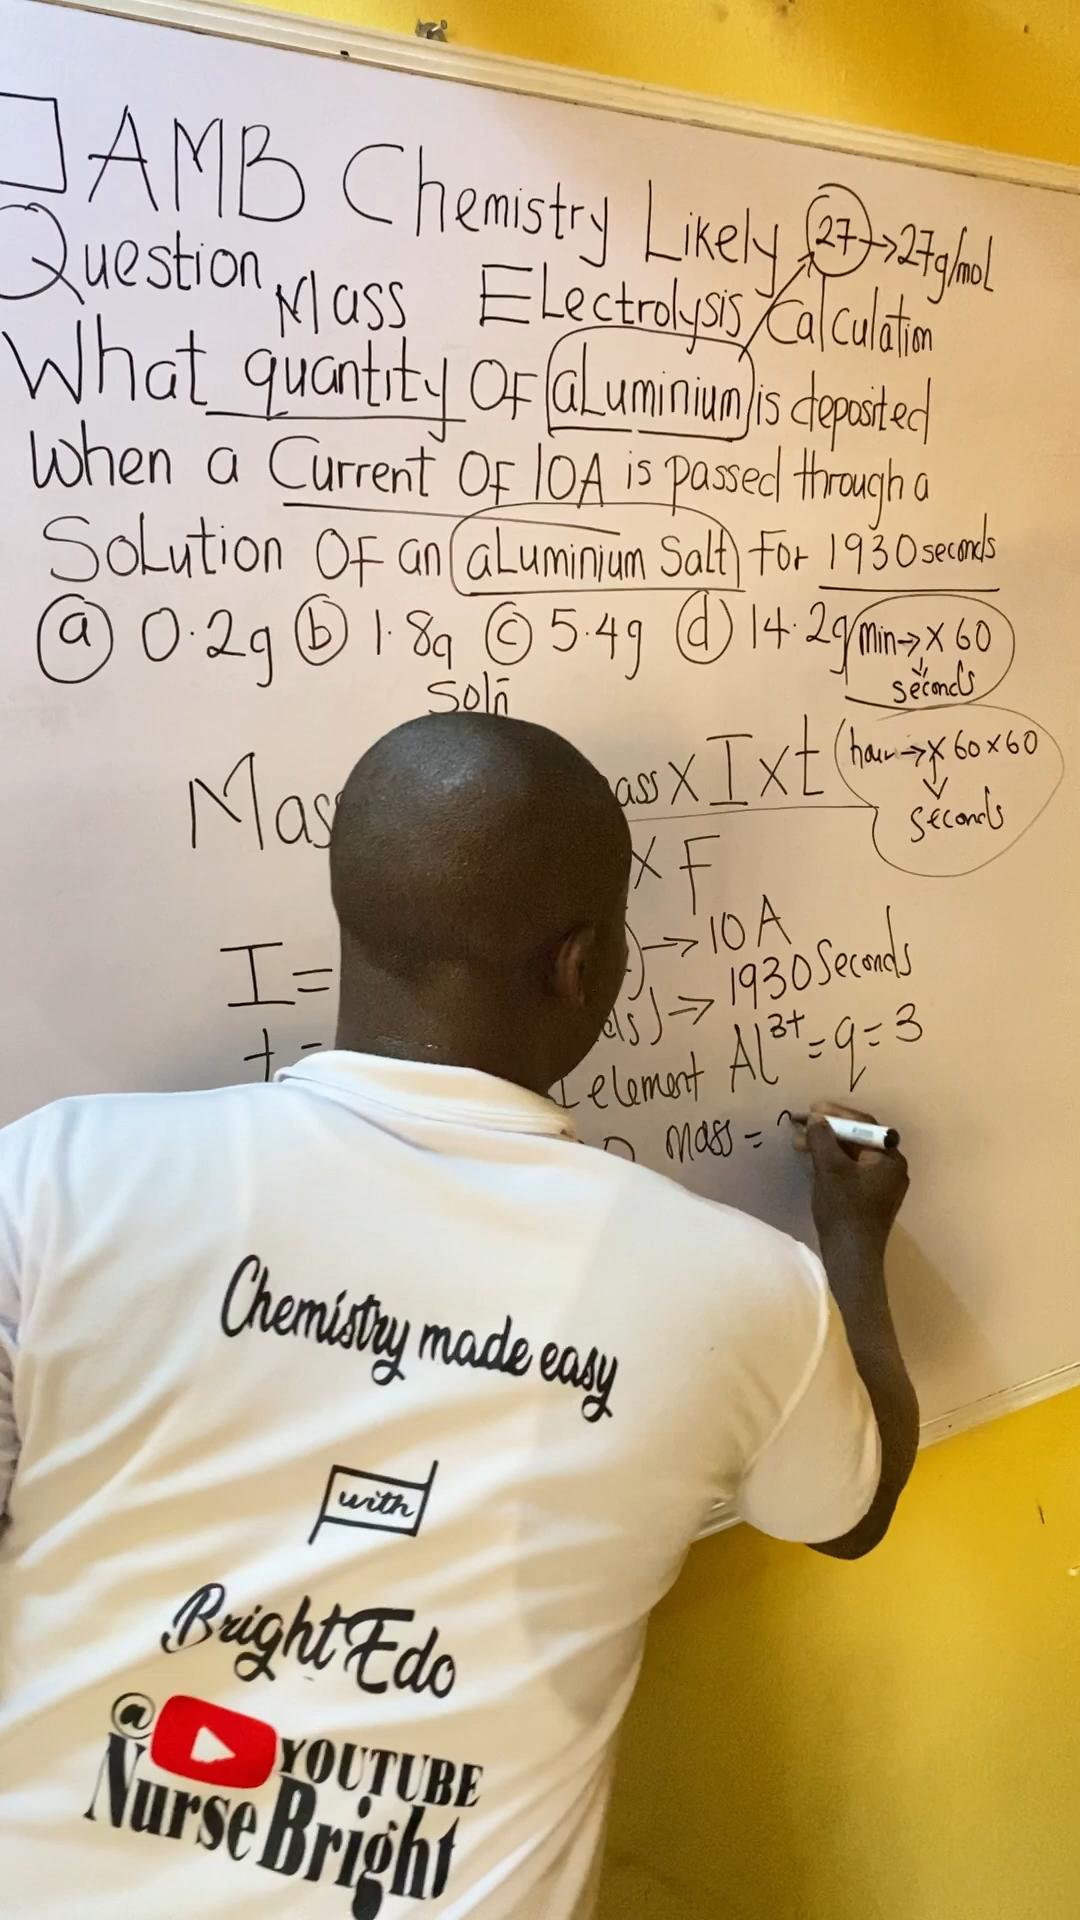 AMB Chemistry Likely 27 → 27g/mol
Question Mass Electrolysis Calculation
What quantity OF aluminium is deposited
when a Current OF 10A is passed through a
Solution OF an aluminium Salt For 1930 seconds
a 0.2g b 1.8g c 5.4g d 14.2g min → X 60
↓
seconds
Soln
Mas ass X I x t hour → X 60 x 60
↓
seconds
X F
I = ) → 10 A
t = ds) → 1930 Seconds
element Al³⁺ = q = 3
mass =
Chemistry made easy
with
Bright Edo
@ YOUTUBE
Nurse Bright